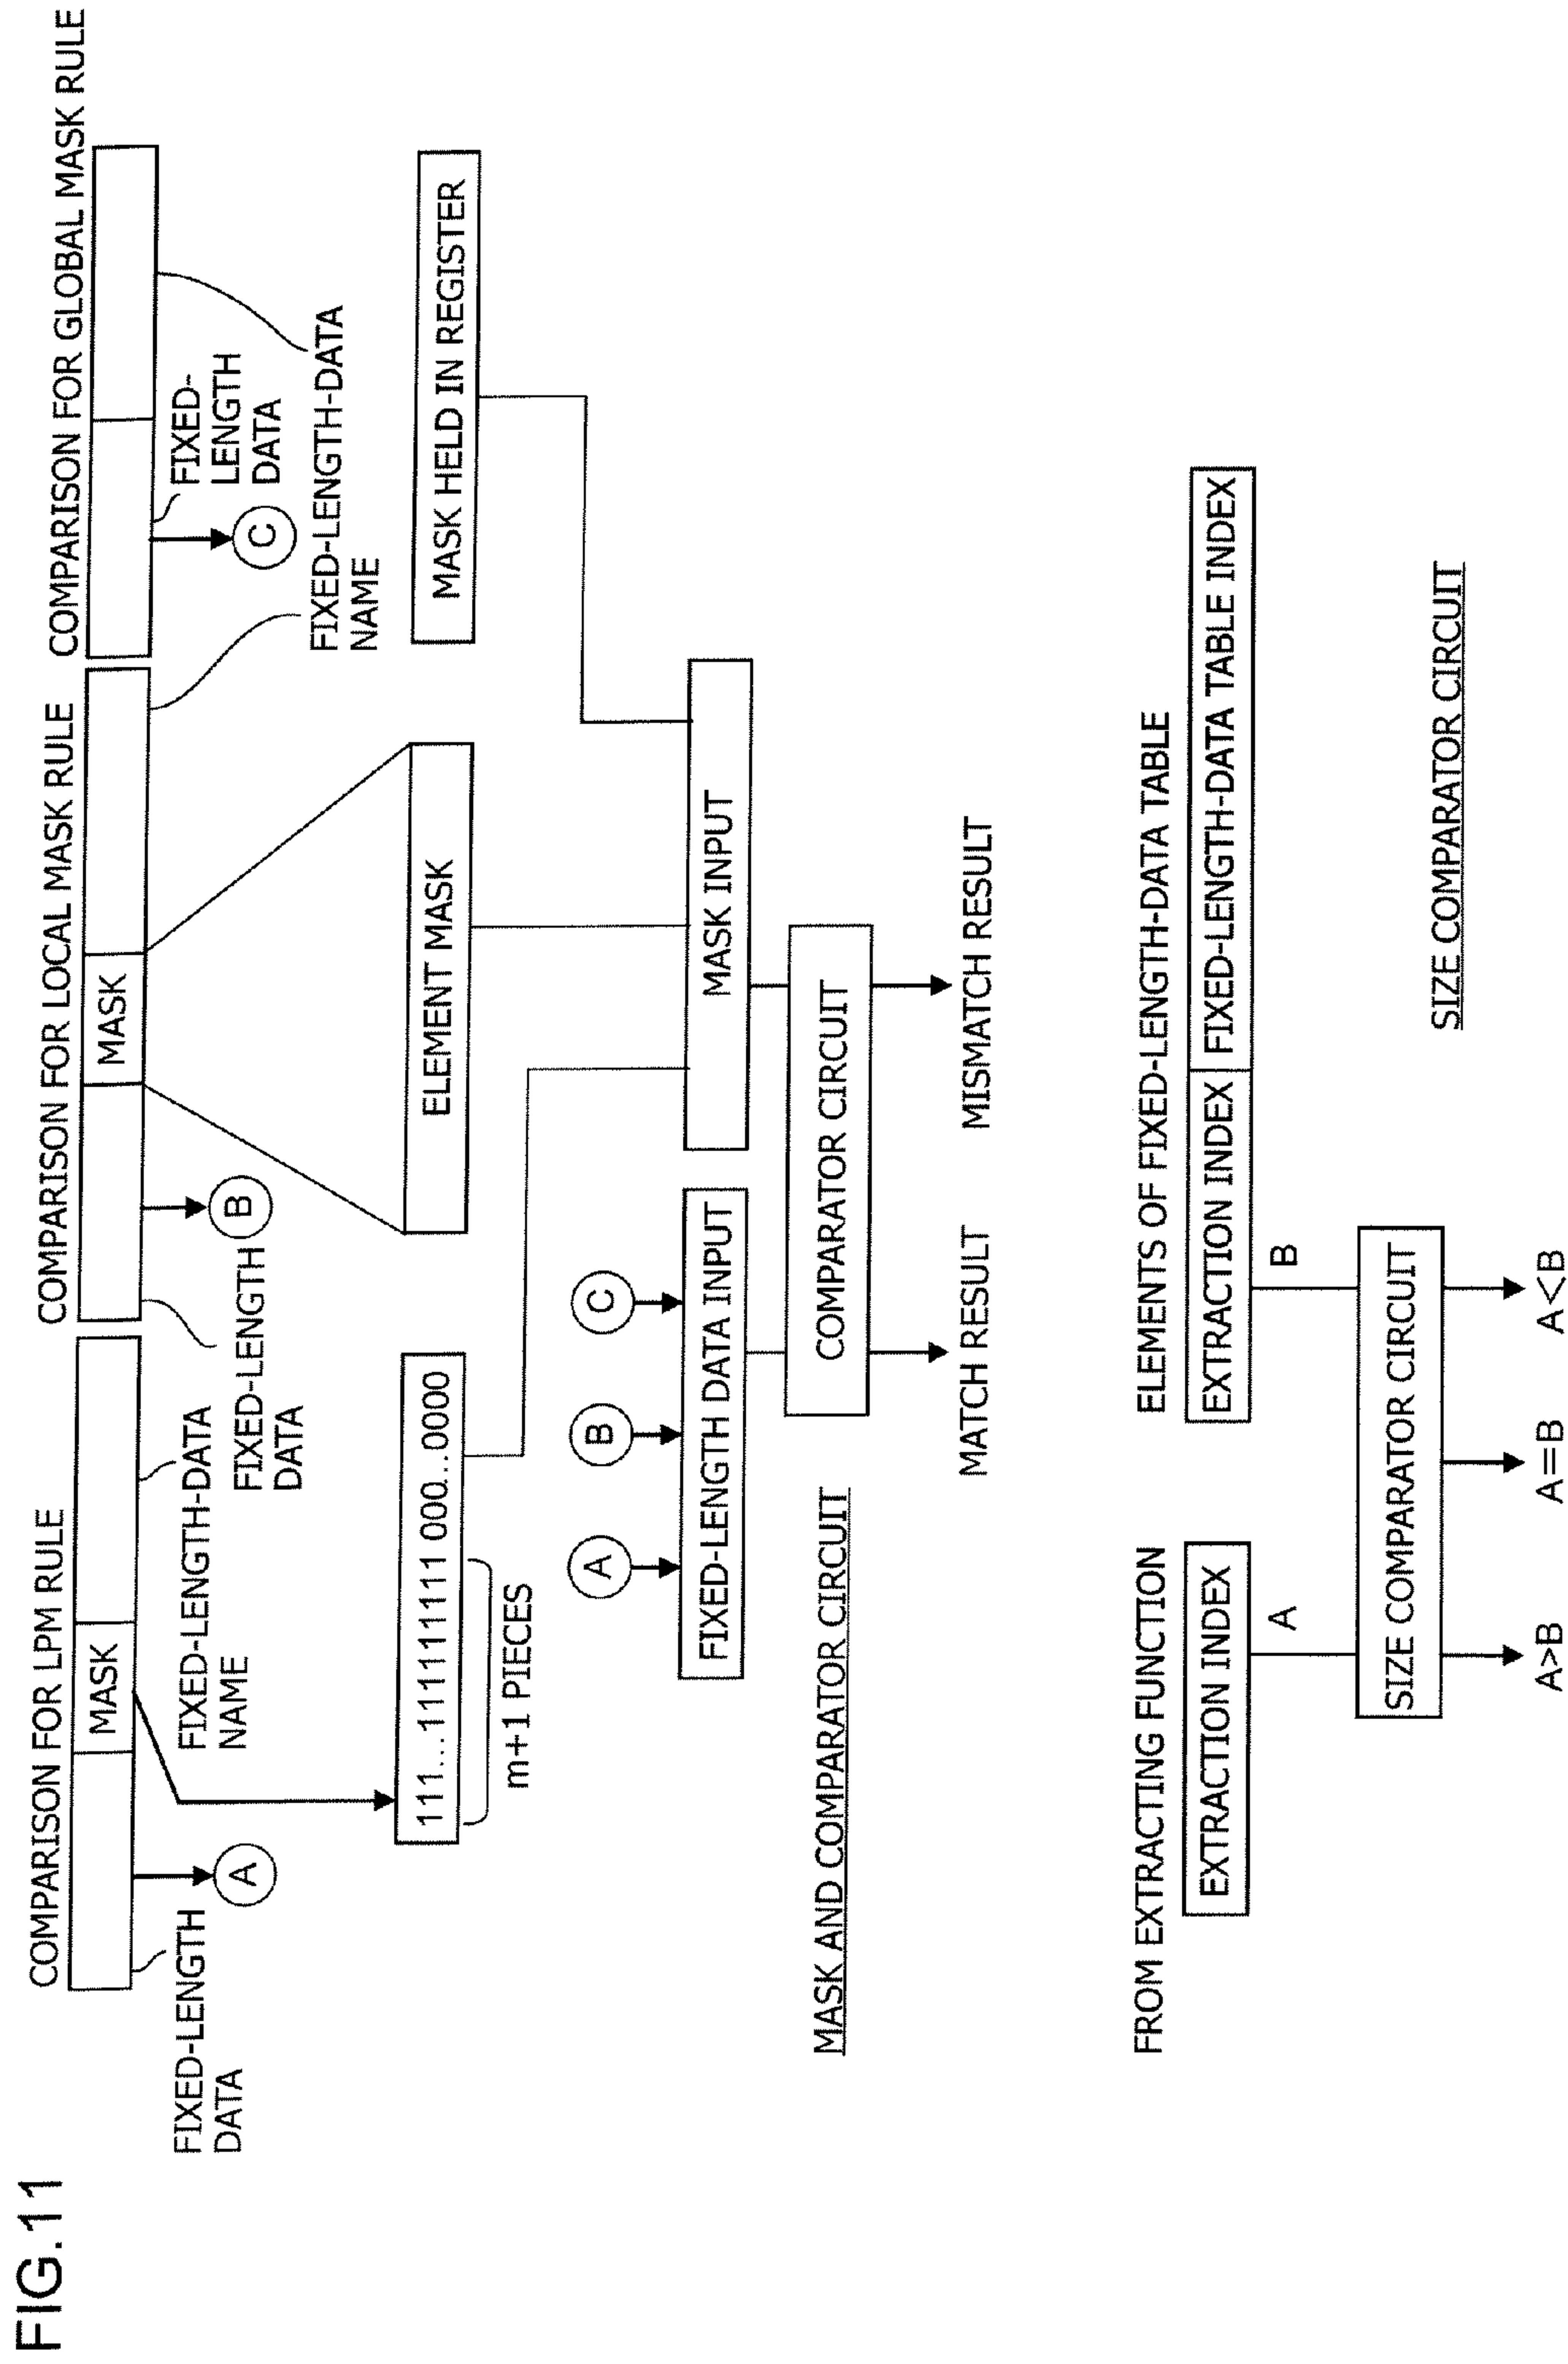 FIG.11
COMPARISON FOR LPM RULE
MASK
FIXED-LENGTH
DATA
A
FIXED-LENGTH-DATA
NAME
COMPARISON FOR LOCAL MASK RULE
MASK
FIXED-LENGTH
DATA
B
COMPARISON FOR GLOBAL MASK RULE
FIXED-
LENGTH
DATA
C
FIXED-LENGTH-DATA
NAME
111...11111111 000...0000
m+1 PIECES
ELEMENT MASK
MASK HELD IN REGISTER
A
B
C
FIXED-LENGTH DATA INPUT
MASK INPUT
COMPARATOR CIRCUIT
MASK AND COMPARATOR CIRCUIT
MATCH RESULT
MISMATCH RESULT
FROM EXTRACTING FUNCTION
EXTRACTION INDEX
A
ELEMENTS OF FIXED-LENGTH-DATA TABLE
EXTRACTION INDEX
FIXED-LENGTH-DATA TABLE INDEX
B
SIZE COMPARATOR CIRCUIT
SIZE COMPARATOR CIRCUIT
A>B
A=B
A<B